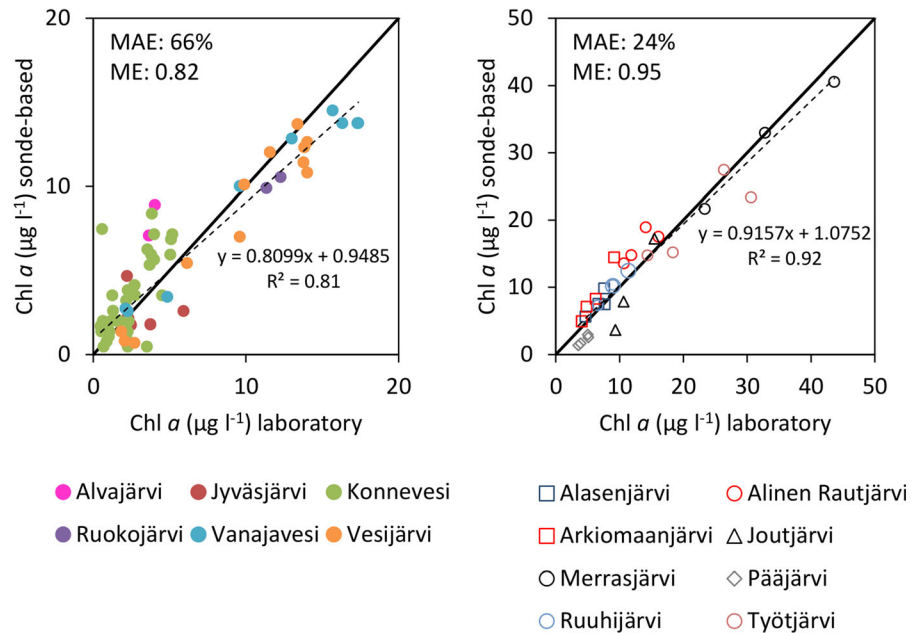 MAE: 66%
ME: 0.82
20
10
0
0
10
20
y = 0.8099x + 0.9485
R² = 0.81
Chl a (µg l⁻¹) sonde-based
Chl a (µg l⁻¹) laboratory
MAE: 24%
ME: 0.95
50
40
30
20
10
0
0
10
20
30
40
50
y = 0.9157x + 1.0752
R² = 0.92
Chl a (µg l⁻¹) sonde-based
Chl a (µg l⁻¹) laboratory
Alvajärvi
Jyväsjärvi
Konnevesi
Ruokojärvi
Vanajavesi
Vesijärvi
Alasenjärvi
Alinen Rautjärvi
Arkiomaanjärvi
Joutjärvi
Merrasjärvi
Pääjärvi
Ruuhijärvi
Työtjärvi